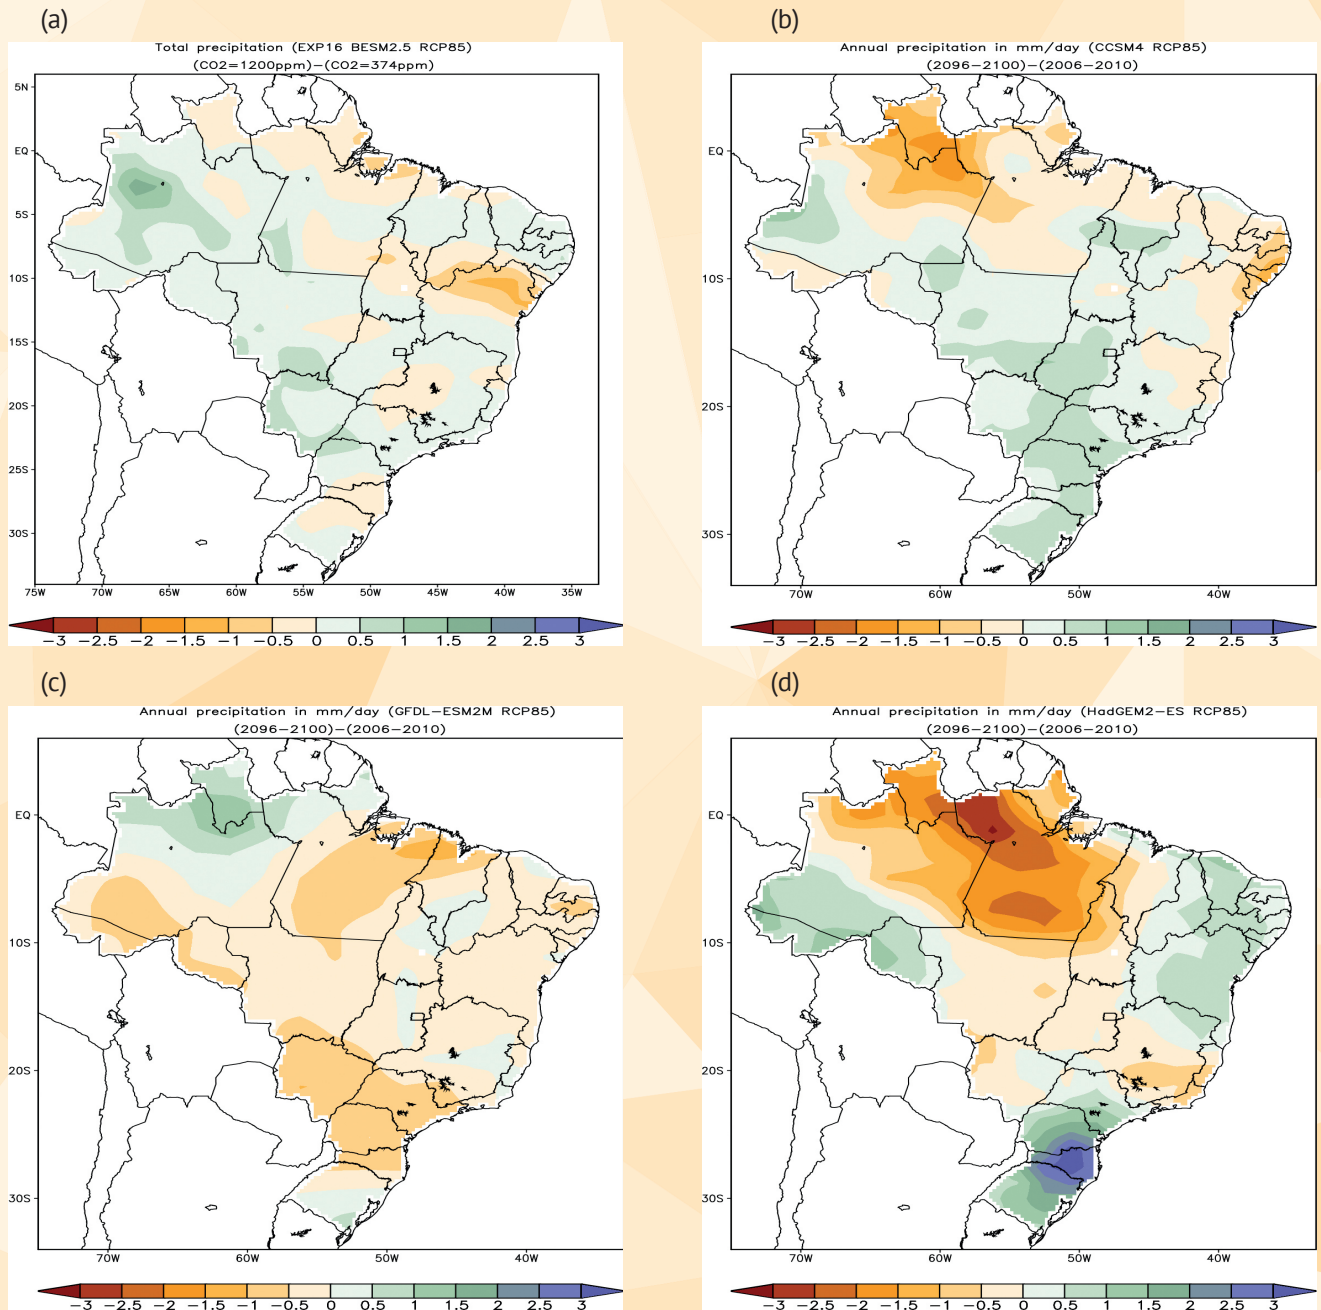 (a)
Total precipitation (EXP16 BESM2.5 RCP85)
(CO2=1200ppm)−(CO2=374ppm)
5N
EQ
5S
10S
15S
20S
25S
30S
75W 70W 65W 60W 55W 50W 45W 40W 35W
−3 −2.5 −2 −1.5 −1 −0.5 0 0.5 1 1.5 2 2.5 3
(b)
Annual precipitation in mm/day (CCSM4 RCP85)
(2096−2100)−(2006−2010)
EQ
10S
20S
30S
70W 60W 50W 40W
−3 −2.5 −2 −1.5 −1 −0.5 0 0.5 1 1.5 2 2.5 3
(c)
Annual precipitation in mm/day (GFDL−ESM2M RCP85)
(2096−2100)−(2006−2010)
EQ
10S
20S
30S
70W 60W 50W 40W
−3 −2.5 −2 −1.5 −1 −0.5 0 0.5 1 1.5 2 2.5 3
(d)
Annual precipitation in mm/day (HadGEM2−ES RCP85)
(2096−2100)−(2006−2010)
EQ
10S
20S
30S
70W 60W 50W 40W
−3 −2.5 −2 −1.5 −1 −0.5 0 0.5 1 1.5 2 2.5 3